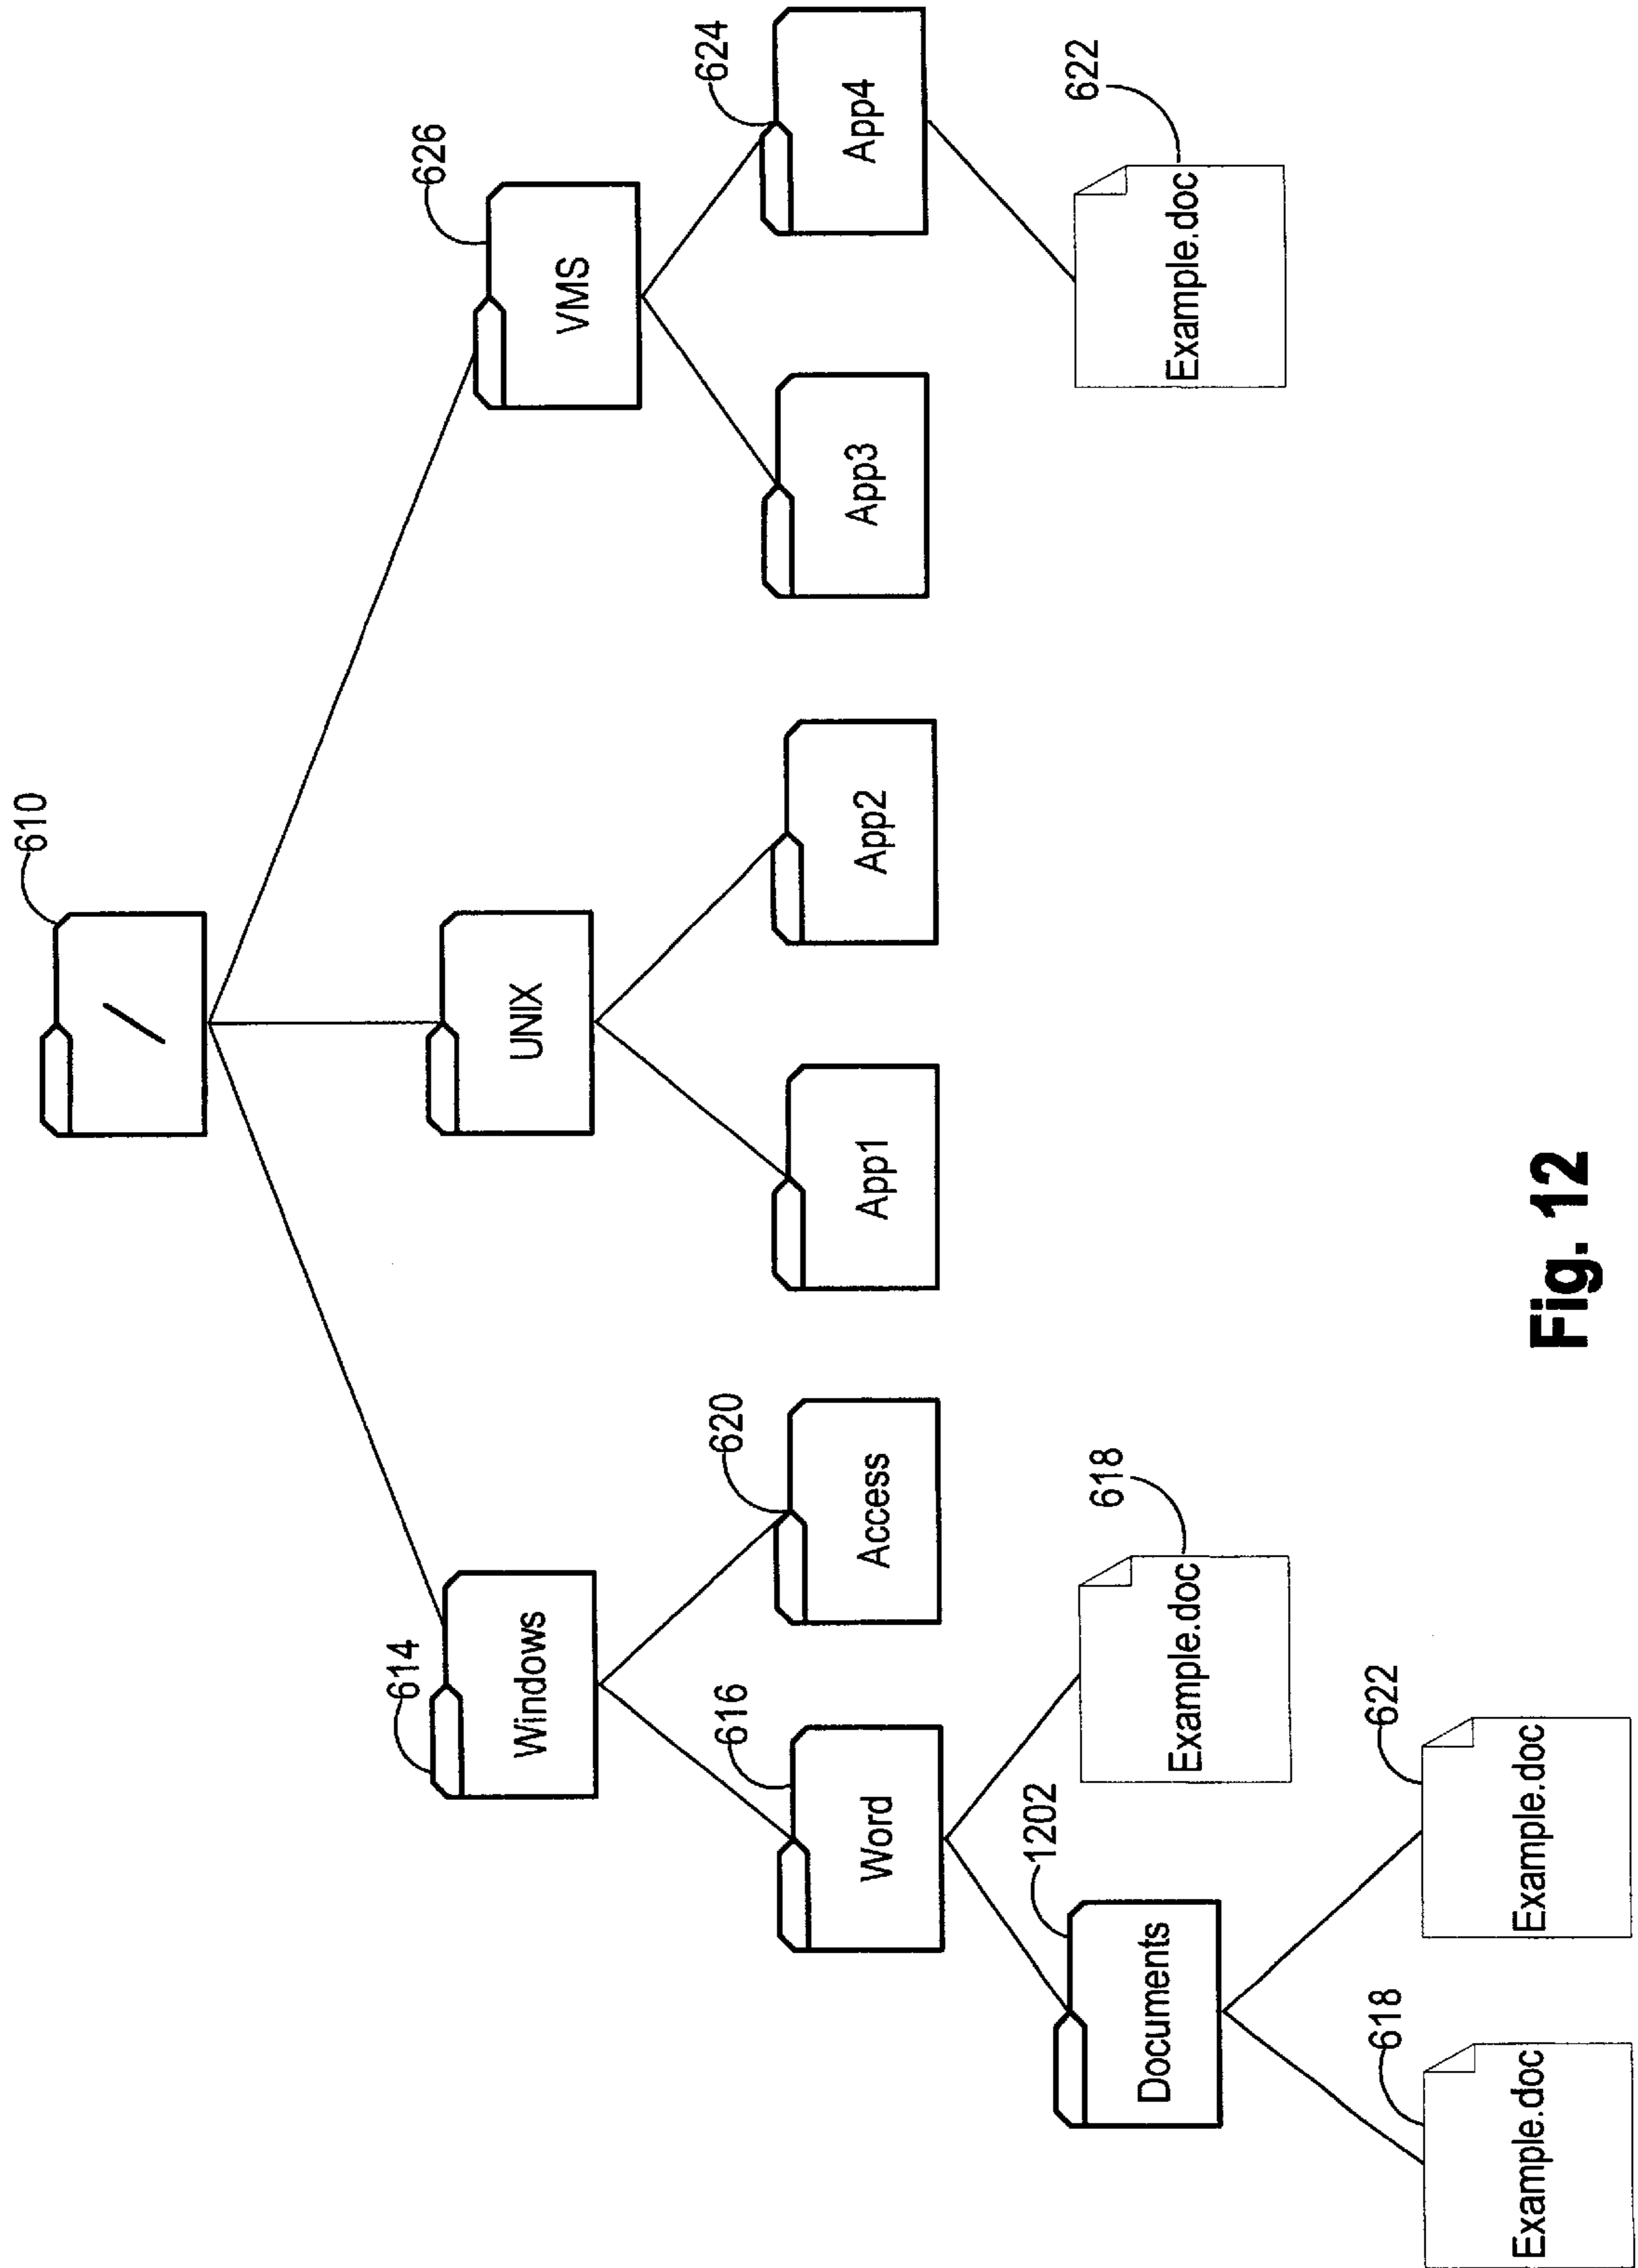 610
/
614
Windows
UNIX
626
VMS
616
Word
620
Access
App1
App2
App3
624
App4
1202
Documents
618
Example.doc
622
Example.doc
618
Example.doc
622
Example.doc
Fig. 12